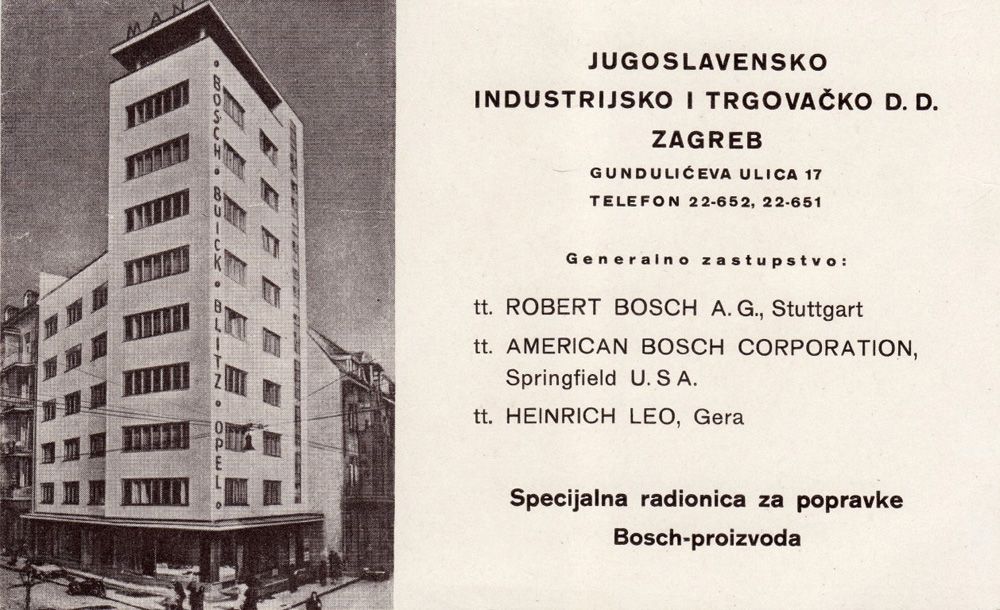 MAN
• BOSCH • BUICK • BLITZ • OPEL •
JUGOSLAVENSKO
INDUSTRIJSKO I TRGOVAČKO D. D.
ZAGREB
GUNDULIĆEVA ULICA 17
TELEFON 22-652, 22-651
Generalno zastupstvo:
tt. ROBERT BOSCH A. G., Stuttgart
tt. AMERICAN BOSCH CORPORATION,
Springfield U. S A.
tt. HEINRICH LEO, Gera
Specijalna radionica za popravke
Bosch-proizvoda